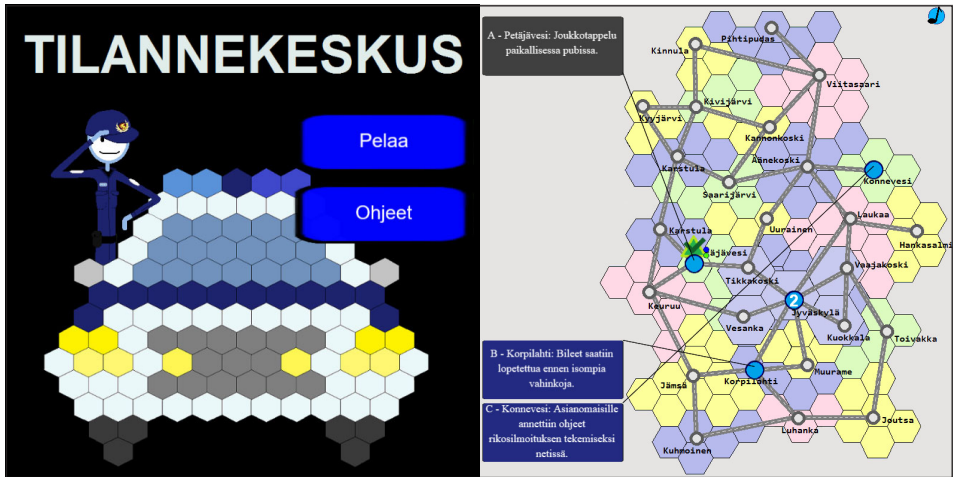 TILANNEKESKUS
Pelaa
Ohjeet
A - Petäjävesi: Joukkotappelu
paikallisessa pubissa.
B - Korpilahti: Bileet saatiin
lopetettua ennen isompia
vahinkoja.
C - Konnevesi: Asianomaisille
annettiin ohjeet
rikosilmoituksen tekemiseksi
netissä.
Pihtipudas
Kinnula
Viitasaari
Kivijärvi
Kyyjärvi
Kannonkoski
Äänekoski
Karstula
Konnevesi
Saarijärvi
Laukaa
Karstula
Uurainen
Hankasalmi
äjävesi
Vaajakoski
Tikkakoski
Keuruu
2
Jyväskylä
Vesanka
Kuokkala
Toivakka
Muurame
Jämsä
Korpilahti
Joutsa
Luhanka
Kuhmoinen